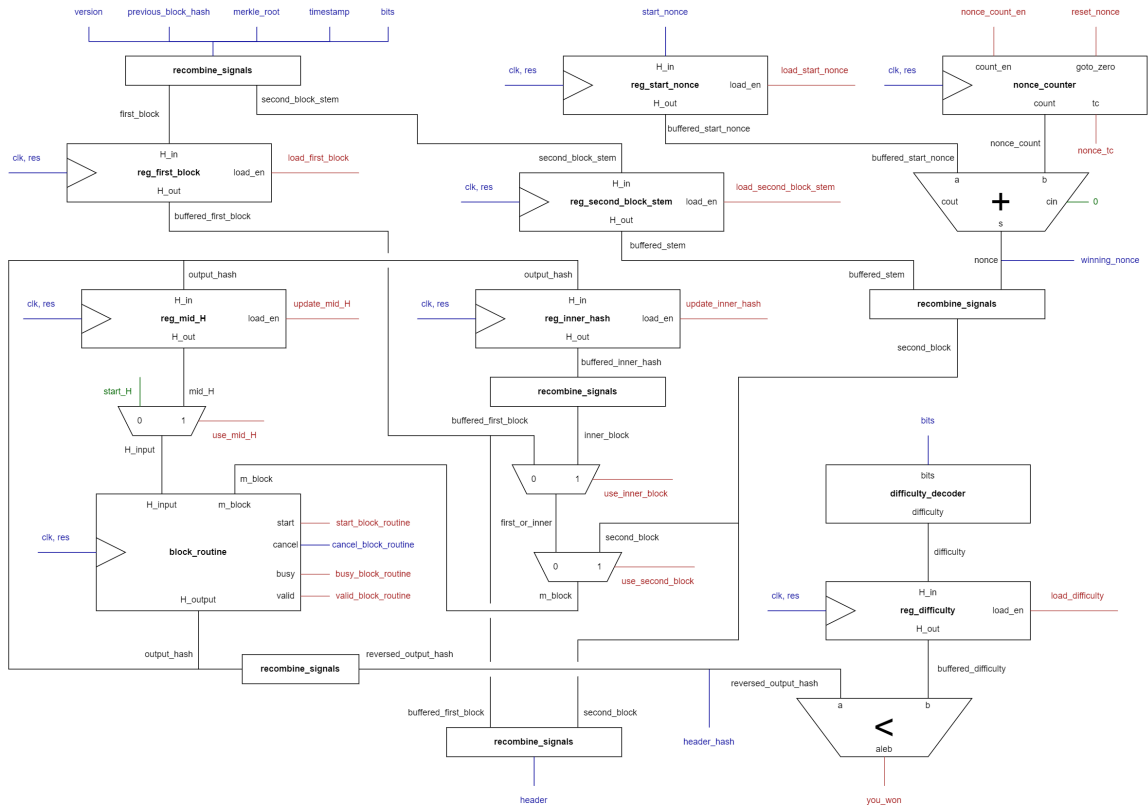 version
previous_block_hash
merkle_root
timestamp
bits
start_nonce
nonce_count_en
reset_nonce
recombine_signals
clk, res
H_in
reg_start_nonce
load_en
H_out
load_start_nonce
clk, res
count_en
goto_zero
nonce_counter
count
tc
first_block
second_block_stem
buffered_start_nonce
nonce_count
nonce_tc
clk, res
H_in
reg_first_block
load_en
H_out
load_first_block
second_block_stem
buffered_start_nonce
clk, res
H_in
reg_second_block_stem
load_en
H_out
load_second_block_stem
a
b
cout
+
cin
0
s
buffered_first_block
buffered_stem
nonce
winning_nonce
output_hash
output_hash
buffered_stem
clk, res
H_in
reg_mid_H
load_en
H_out
update_mid_H
clk, res
H_in
reg_inner_hash
load_en
H_out
update_inner_hash
recombine_signals
buffered_inner_hash
second_block
start_H
mid_H
recombine_signals
0
1
use_mid_H
buffered_first_block
inner_block
bits
H_input
m_block
0
1
use_inner_block
bits
difficulty_decoder
difficulty
H_input
m_block
start
start_block_routine
first_or_inner
second_block
clk, res
block_routine
cancel
cancel_block_routine
busy
busy_block_routine
valid
valid_block_routine
H_output
0
1
use_second_block
m_block
difficulty
clk, res
H_in
reg_difficulty
load_en
H_out
load_difficulty
output_hash
recombine_signals
reversed_output_hash
reversed_output_hash
buffered_difficulty
buffered_first_block
second_block
a
b
<
aleb
recombine_signals
header_hash
header
you_won